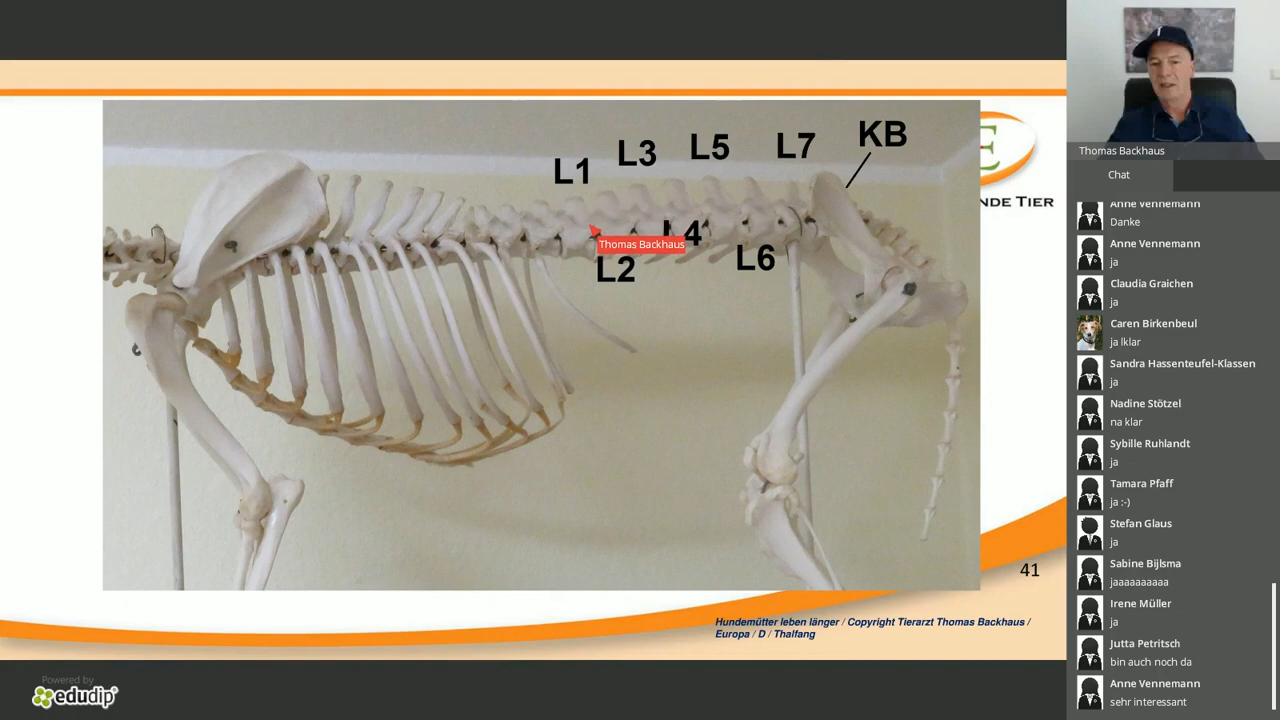 L1
L3
L5
L7
KB
L2
L4
L6
Thomas Backhaus
E
NDE TIER
41
Hundemütter leben länger / Copyright Tierarzt Thomas Backhaus /
Europa / D / Thalfang
Powered by
edudip
Thomas Backhaus
Chat
Anne Vennemann
Danke
Anne Vennemann
ja
Claudia Graichen
ja
Caren Birkenbeul
ja lklar
Sandra Hassenteufel-Klassen
ja
Nadine Stötzel
na klar
Sybille Ruhlandt
ja
Tamara Pfaff
ja :-)
Stefan Glaus
ja
Sabine Bijlsma
jaaaaaaaaaa
Irene Müller
ja
Jutta Petritsch
bin auch noch da
Anne Vennemann
sehr interessant